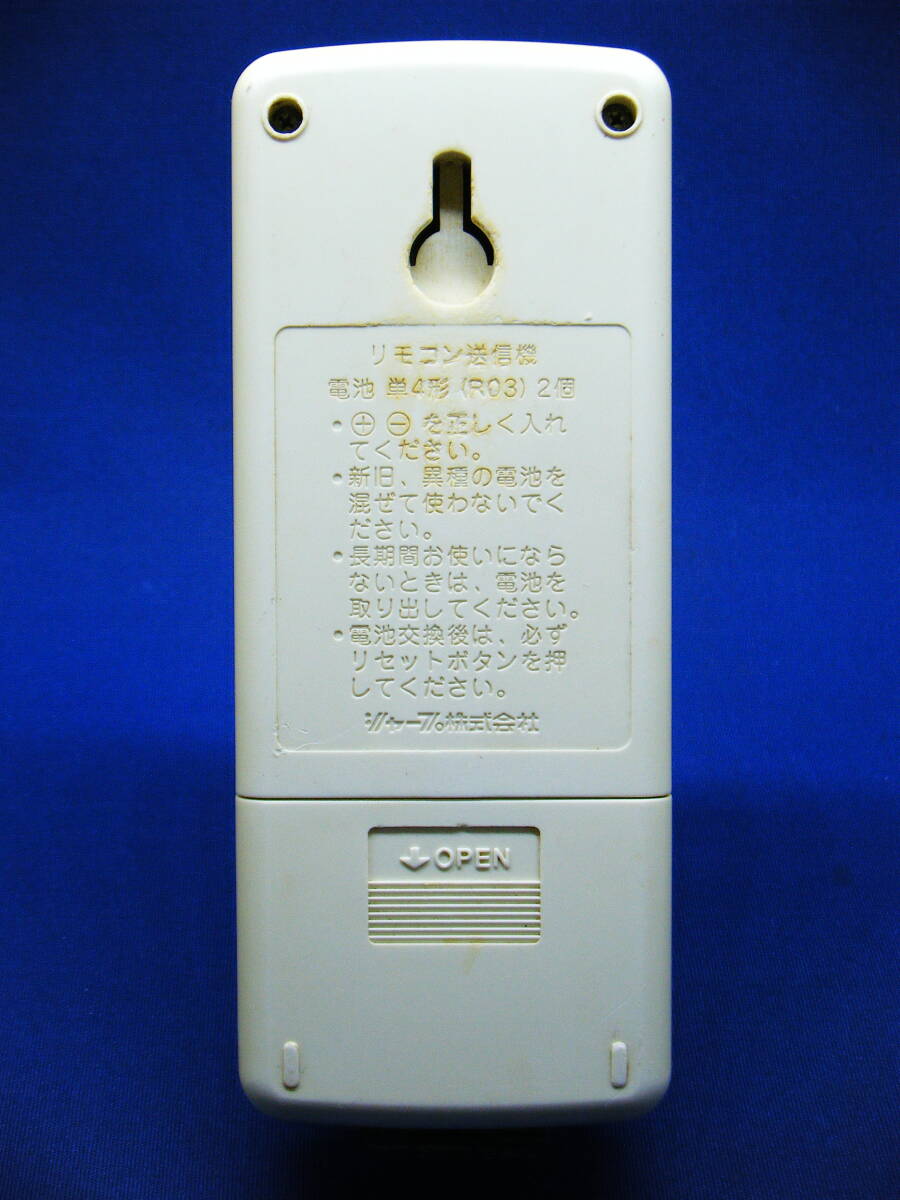 リモコン送信機
電池 単4形 (R03) 2個
•⊕ ⊖ を正しく入れ
てください。
•新旧、異種の電池を
混ぜて使わないでく
ださい。
•長期間お使いになら
ないときは、電池を
取り出してください。
•電池交換後は、必ず
リセットボタンを押
してください。
シャープ株式会社
OPEN